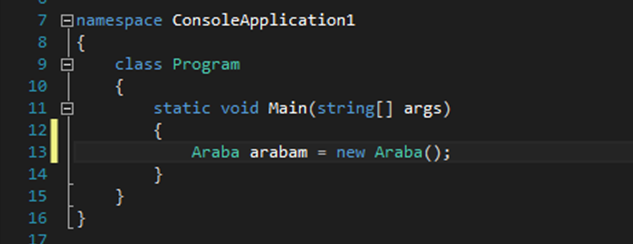 7 namespace ConsoleApplication1
8 {
9 class Program
10 {
11 static void Main(string[] args)
12 {
13 Araba arabam = new Araba();
14 }
15 }
16 }
17